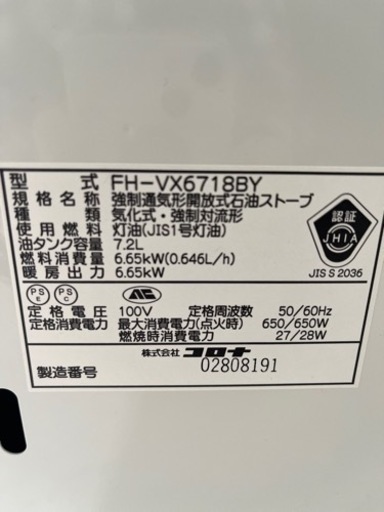 型式 FH-VX6718BY
規格名称 強制通気形開放式石油ストーブ
種類 気化式・強制対流形
使用燃料 灯油(JIS1号灯油)
油タンク容量 7.2L
燃料消費量 6.65kW(0.646L/h)
暖房出力 6.65kW
認証
JHIA
JIS S 2036
PS E PS C
定格電圧 100V 定格周波数 50/60Hz
定格消費電力 最大消費電力(点火時) 650/650W
燃焼時消費電力 27/28W
株式会社 コロナ
製造番号 02808191